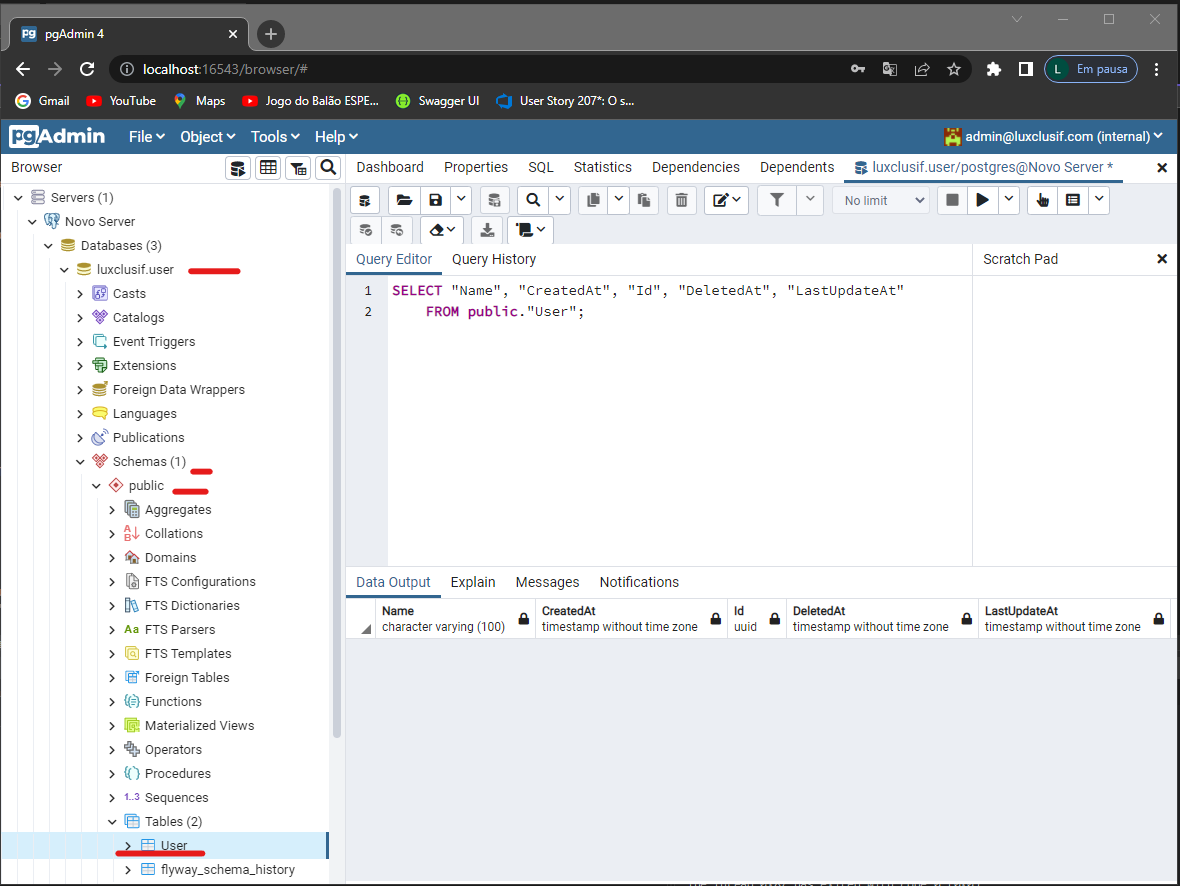 pgAdmin 4
localhost:16543/browser/#
L Em pausa
Gmail YouTube Maps Jogo do Balão ESPE... Swagger UI User Story 207*: O s...
pgAdmin File Object Tools Help admin@luxclusif.com (internal)
Browser
Dashboard Properties SQL Statistics Dependencies Dependents luxclusif.user/postgres@Novo Server *
Servers (1)
Novo Server
Databases (3)
luxclusif.user
Casts
Catalogs
Event Triggers
Extensions
Foreign Data Wrappers
Languages
Publications
Schemas (1)
public
Aggregates
Collations
Domains
FTS Configurations
FTS Dictionaries
Aa FTS Parsers
FTS Templates
Foreign Tables
Functions
Materialized Views
Operators
Procedures
1..3 Sequences
Tables (2)
User
flyway_schema_history
No limit
Query Editor Query History
Scratch Pad
1 SELECT "Name", "CreatedAt", "Id", "DeletedAt", "LastUpdateAt"
2 FROM public."User";
Data Output Explain Messages Notifications
Name CreatedAt Id DeletedAt LastUpdateAt
character varying (100) timestamp without time zone uuid timestamp without time zone timestamp without time zone